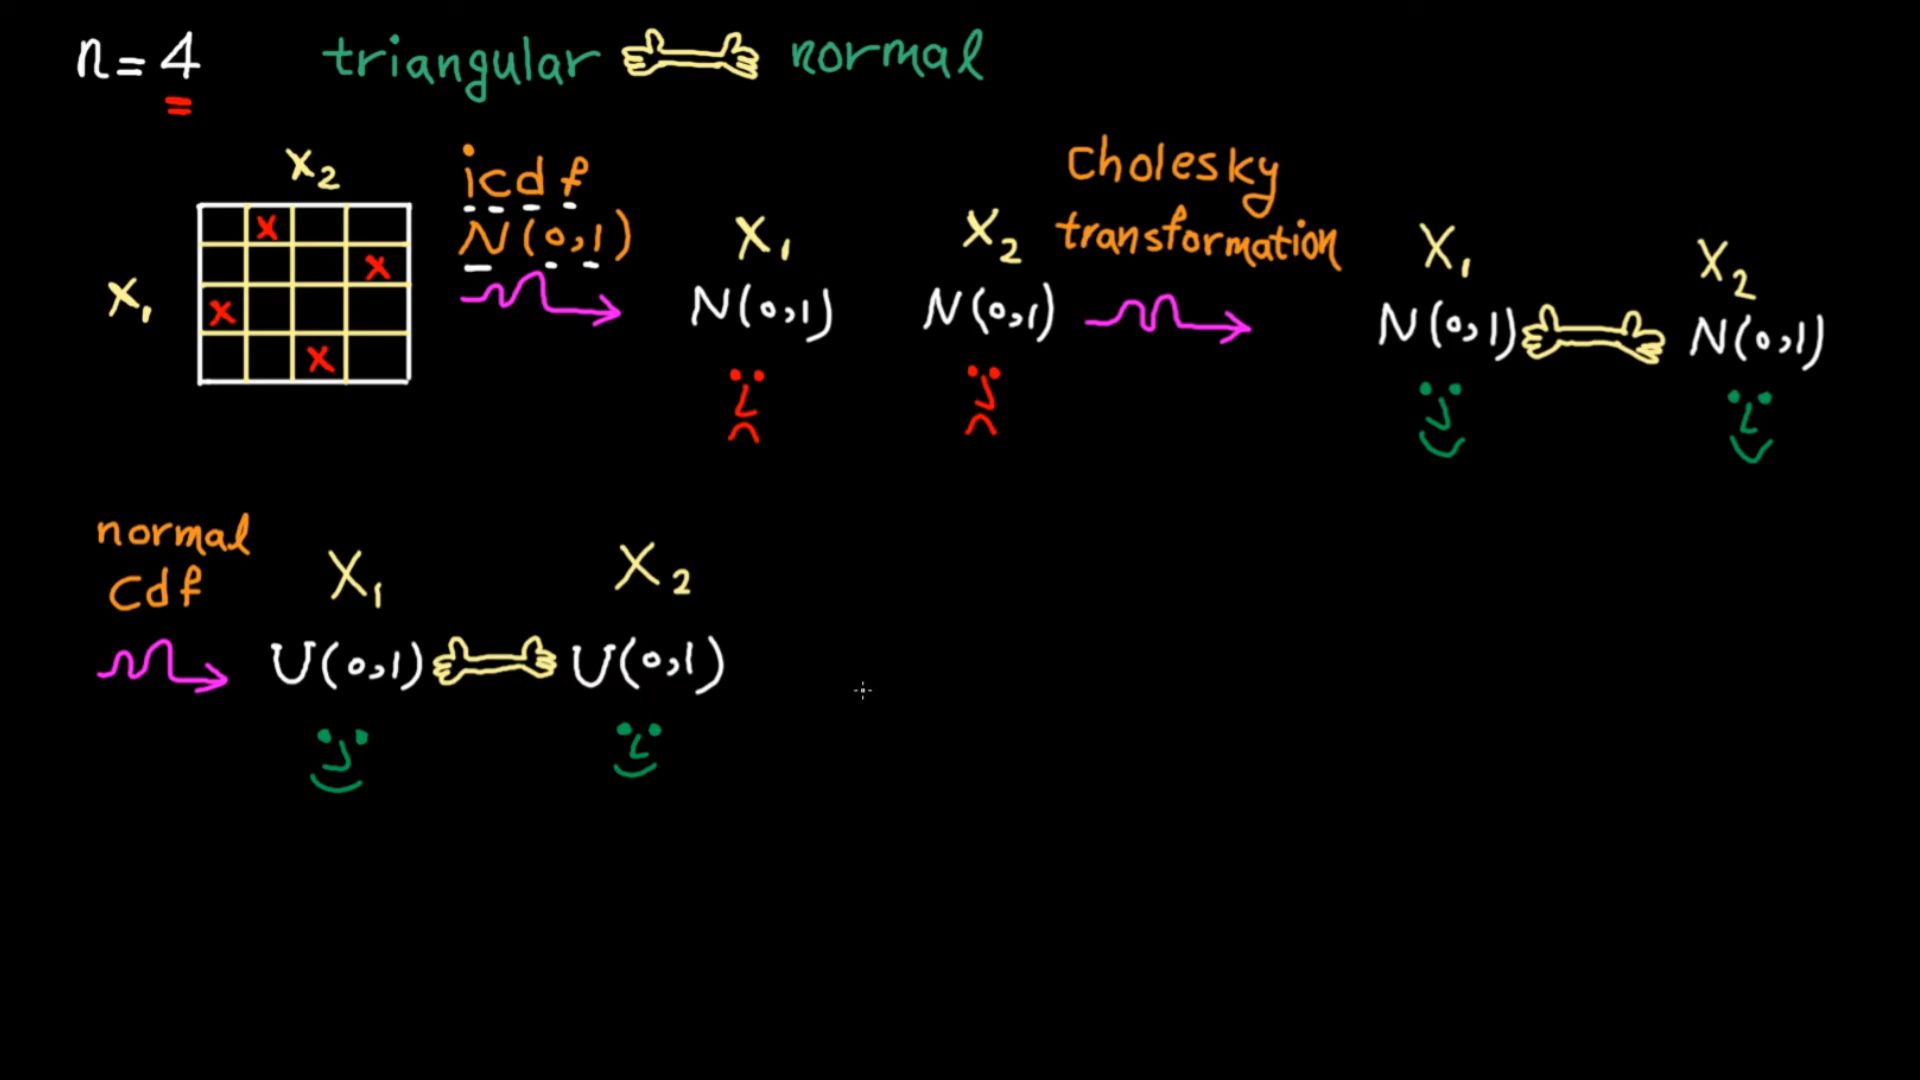 n = 4 triangular normal
x₂
icdf
N(0,1)
x₁
X₁
N(0,1)
X₂
N(0,1)
Cholesky
transformation
X₁
N(0,1)
X₂
N(0,1)
normal
Cdf
X₁
U(0,1)
X₂
U(0,1)